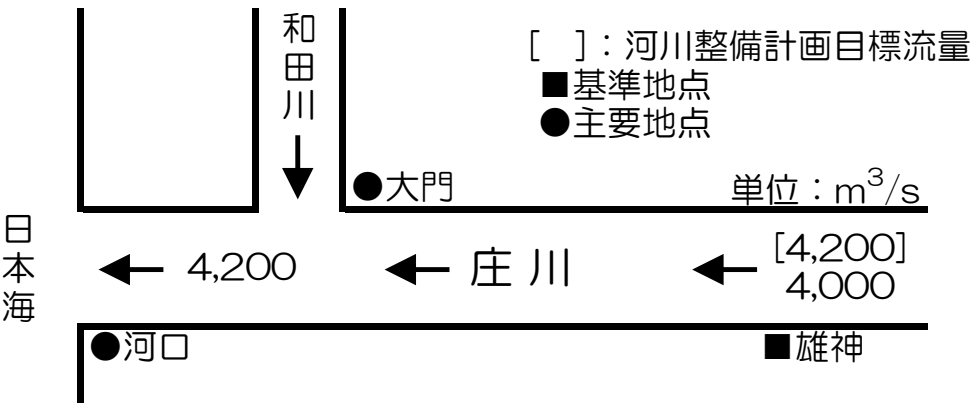 和田川
[ ]：河川整備計画目標流量
■基準地点
●主要地点
●大門
単位：m³/s
日本海
4,200
庄川
[4,200]
4,000
●河口
■雄神